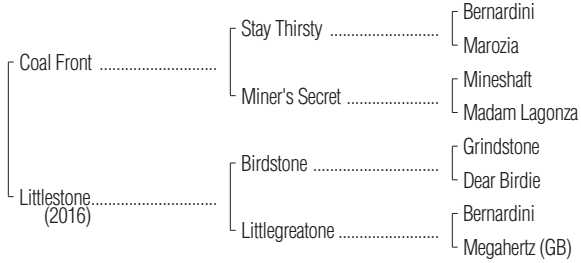 Bernardini
Stay Thirsty ..............................
Marozia
Coal Front ................................
Mineshaft
Miner's Secret .........................
Madam Lagonza
Grindstone
Birdstone ..................................
Dear Birdie
Littlestone..................................
(2016)
Bernardini
Littlegreatone ...........................
Megahertz (GB)